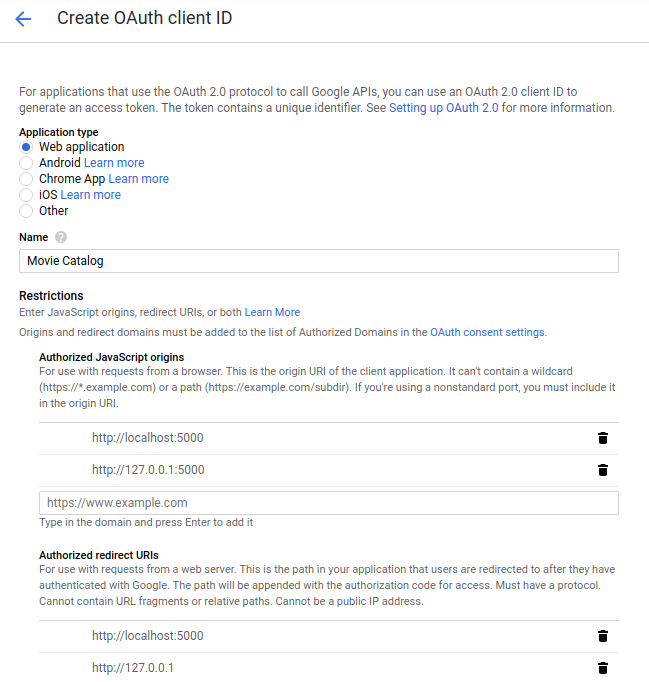 Create OAuth client ID
For applications that use the OAuth 2.0 protocol to call Google APIs, you can use an OAuth 2.0 client ID to
generate an access token. The token contains a unique identifier. See Setting up OAuth 2.0 for more information.
Application type
Web application
Android Learn more
Chrome App Learn more
iOS Learn more
Other
Name ?
Movie Catalog
Restrictions
Enter JavaScript origins, redirect URIs, or both Learn More
Origins and redirect domains must be added to the list of Authorized Domains in the OAuth consent settings.
Authorized JavaScript origins
For use with requests from a browser. This is the origin URI of the client application. It can't contain a wildcard
(https://*.example.com) or a path (https://example.com/subdir). If you're using a nonstandard port, you must include it
in the origin URI.
http://localhost:5000
http://127.0.0.1:5000
https://www.example.com
Type in the domain and press Enter to add it
Authorized redirect URIs
For use with requests from a web server. This is the path in your application that users are redirected to after they have
authenticated with Google. The path will be appended with the authorization code for access. Must have a protocol.
Cannot contain URL fragments or relative paths. Cannot be a public IP address.
http://localhost:5000
http://127.0.0.1